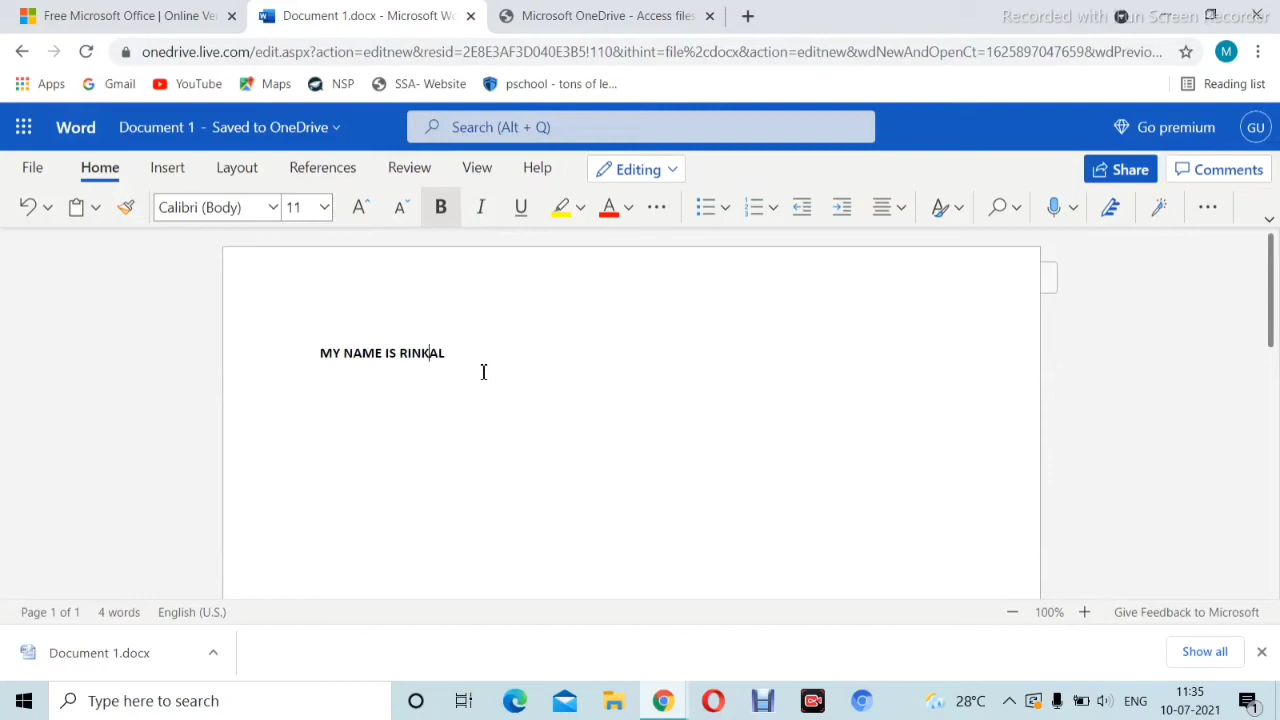 Free Microsoft Office | Online Ve
Document 1.docx - Microsoft Wo
Microsoft OneDrive - Access files
Recorded with Fun Screen Recorder
onedrive.live.com/edit.aspx?action=editnew&resid=2E8E3AF3D040E3B5!110&ithint=file%2cdocx&action=editnew&wdNewAndOpenCt=1625897047659&wdPrevio...
M
Apps
Gmail
YouTube
Maps
NSP
SSA- Website
pschool - tons of le...
Reading list
Word
Document 1 - Saved to OneDrive
Search (Alt + Q)
Go premium
GU
File
Home
Insert
Layout
References
Review
View
Help
Editing
Share
Comments
Calibri (Body)
11
A
A
B
I
U
A
MY NAME IS RINKAL
Page 1 of 1
4 words
English (U.S.)
100%
Give Feedback to Microsoft
Document 1.docx
Show all
Type here to search
28°C
ENG
11:35
10-07-2021
1